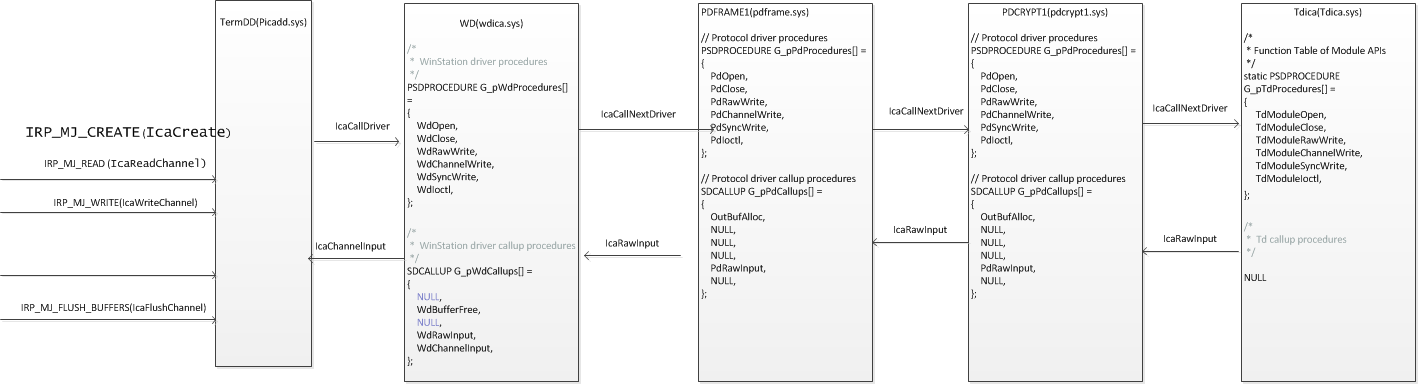 IRP_MJ_CREATE(IcaCreate)
IRP_MJ_READ (IcaReadChannel)
IRP_MJ_WRITE(IcaWriteChannel)
IRP_MJ_FLUSH_BUFFERS(IcaFlushChannel)
TermDD(Picadd.sys)
IcaCallDriver
IcaChannelInput
WD(wdica.sys)
/*
* WinStation driver procedures
*/
PSDPROCEDURE G_pWdProcedures[]
=
{
WdOpen,
WdClose,
WdRawWrite,
WdChannelWrite,
WdSyncWrite,
WdIoctl,
};
/*
* WinStation driver callup procedures
*/
SDCALLUP G_pWdCallups[] =
{
NULL,
WdBufferFree,
NULL,
WdRawInput,
WdChannelInput,
};
IcaCallNextDriver
IcaRawInput
PDFRAME1(pdframe.sys)
// Protocol driver procedures
PSDPROCEDURE G_pPdProcedures[] =
{
PdOpen,
PdClose,
PdRawWrite,
PdChannelWrite,
PdSyncWrite,
PdIoctl,
};
// Protocol driver callup procedures
SDCALLUP G_pPdCallups[] =
{
OutBufAlloc,
NULL,
NULL,
NULL,
PdRawInput,
NULL,
};
IcaCallNextDriver
IcaRawInput
PDCRYPT1(pdcrypt1.sys)
// Protocol driver procedures
PSDPROCEDURE G_pPdProcedures[] =
{
PdOpen,
PdClose,
PdRawWrite,
PdChannelWrite,
PdSyncWrite,
PdIoctl,
};
// Protocol driver callup procedures
SDCALLUP G_pPdCallups[] =
{
OutBufAlloc,
NULL,
NULL,
NULL,
PdRawInput,
NULL,
};
IcaCallNextDriver
IcaRawInput
Tdica(Tdica.sys)
/*
* Function Table of Module APIs
*/
static PSDPROCEDURE
G_pTdProcedures[] =
{
TdModuleOpen,
TdModuleClose,
TdModuleRawWrite,
TdModuleChannelWrite,
TdModuleSyncWrite,
TdModuleIoctl,
};
/*
* Td callup procedures
*/
NULL